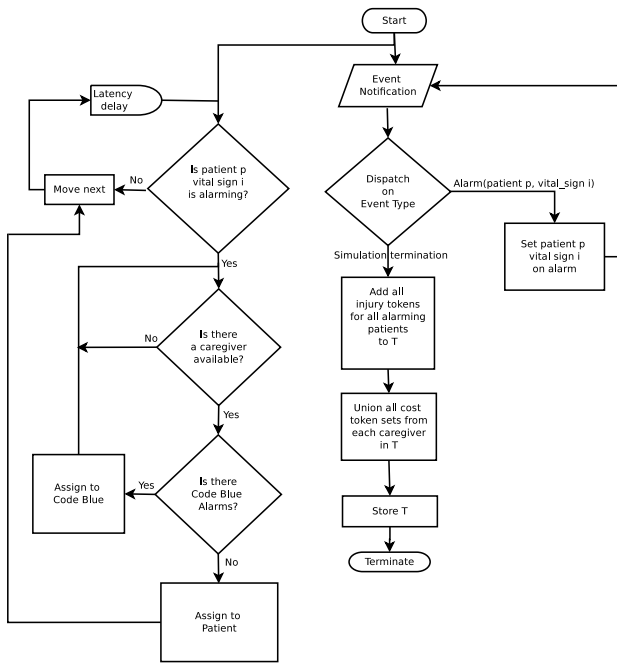 Start
Event
Notification
Latency
delay
Is patient p
vital sign i
is alarming?
No
Move next
Dispatch
on
Event Type
Alarm(patient p, vital_sign i)
Set patient p
vital sign i
on alarm
Simulation termination
Yes
Add all
injury tokens
for all alarming
patients
to T
Is there
a caregiver
available?
No
Yes
Union all cost
token sets from
each caregiver
in T
Is there
Code Blue
Alarms?
Yes
Assign to
Code Blue
Store T
No
Terminate
Assign to
Patient